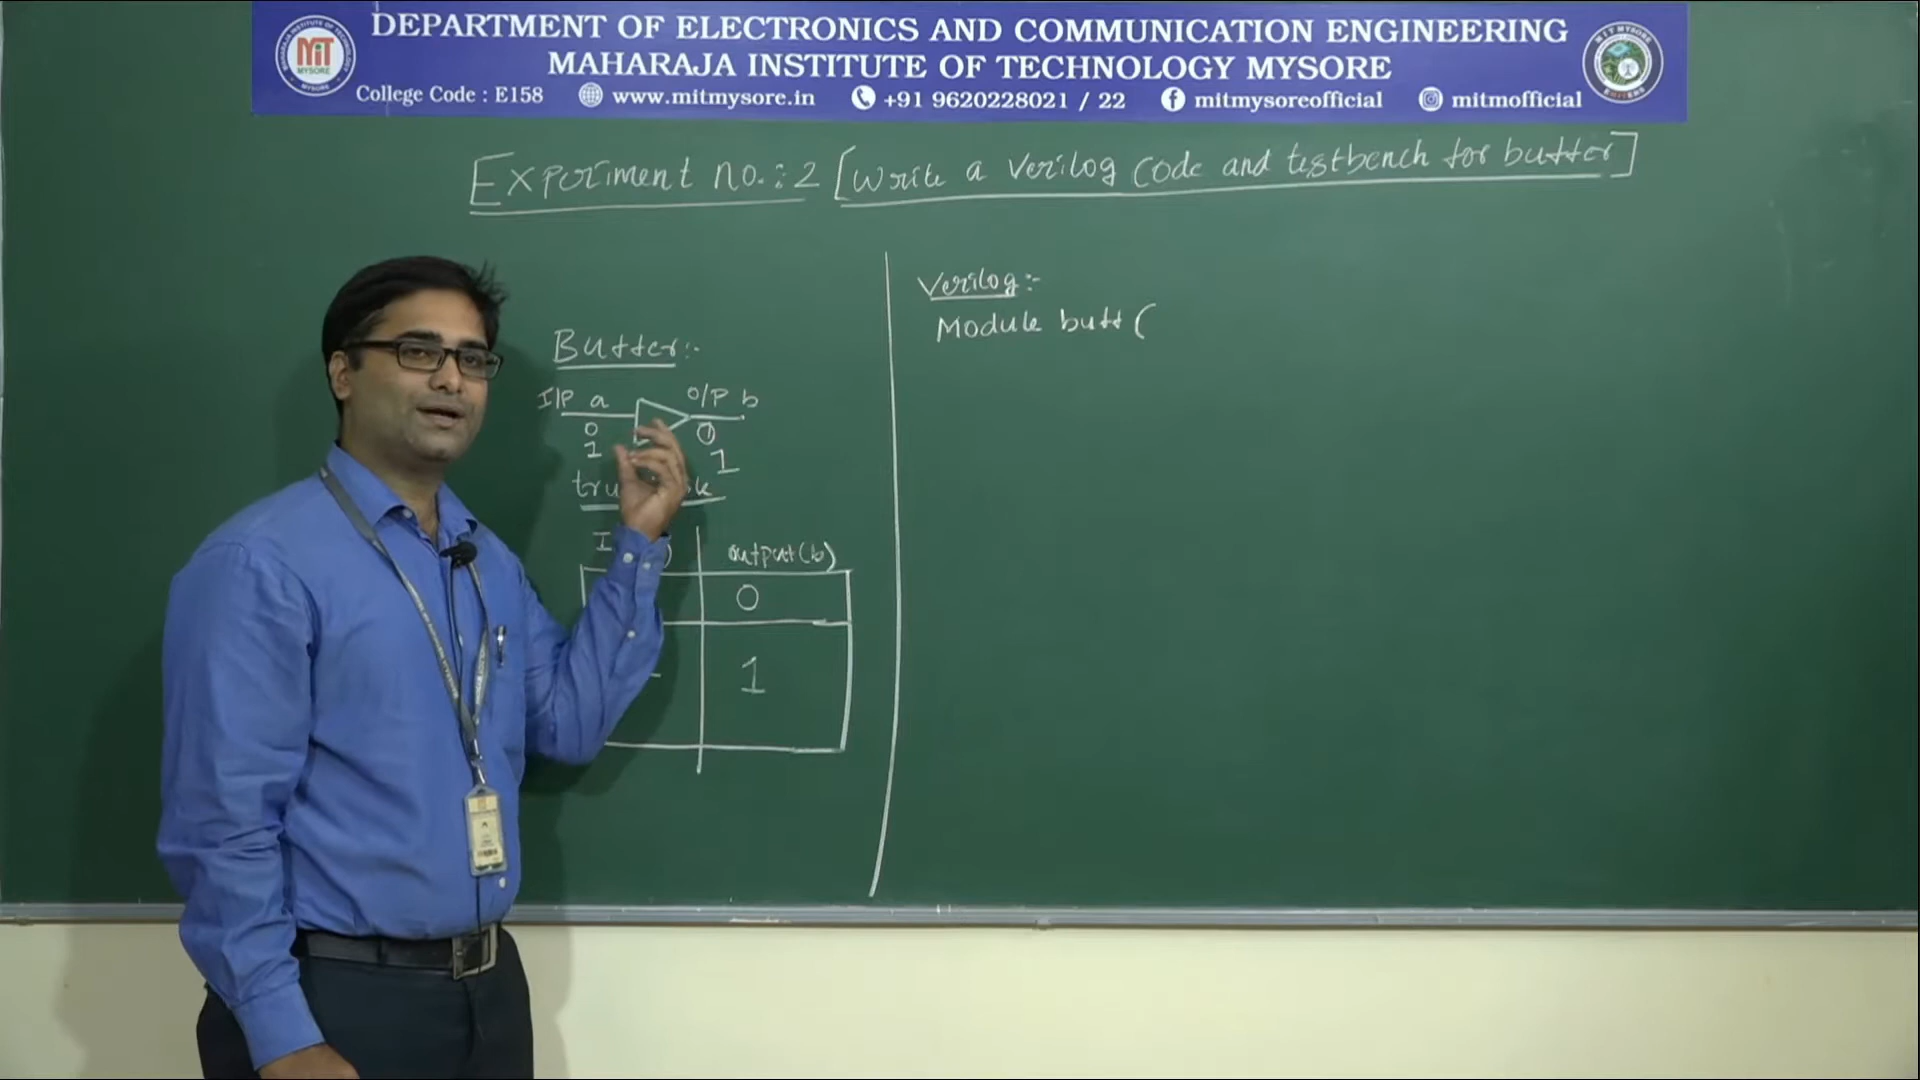 DEPARTMENT OF ELECTRONICS AND COMMUNICATION ENGINEERING
MAHARAJA INSTITUTE OF TECHNOLOGY MYSORE
College Code : E158 www.mitmysore.in +91 9620228021 / 22 mitmysoreofficial mitmofficial
MIT
MYSORE
Experiment no.:2 [Write a verilog code and testbench for buffer]
Verilog:-
Module buff (
Buffer:-
I/P a O/P b
0 0
1 1
output(b)
0
1